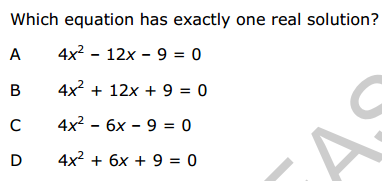 Which equation has exactly one real solution?
A 4x² – 12x – 9 = 0
B 4x² + 12x + 9 = 0
C 4x² – 6x – 9 = 0
D 4x² + 6x + 9 = 0